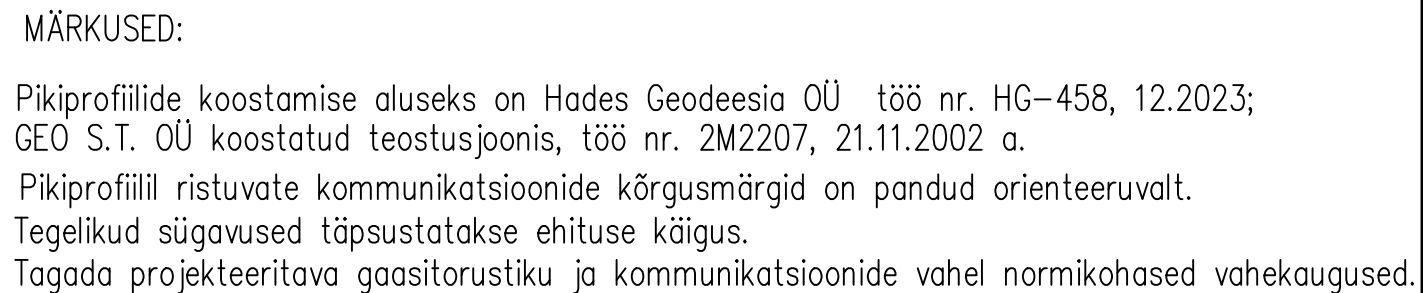 MÄRKUSED:
Pikiprofiilide koostamise aluseks on Hades Geodeesia OÜ töö nr. HG-458, 12.2023;
GEO S.T. OÜ koostatud teostusjoonis, töö nr. 2M2207, 21.11.2002 a.
Pikiprofiilil ristuvate kommunikatsioonide kõrgusmärgid on pandud orienteeruvalt.
Tegelikud sügavused täpsustatakse ehituse käigus.
Tagada projekteeritava gaasitorustiku ja kommunikatsioonide vahel normikohased vahekaugused.